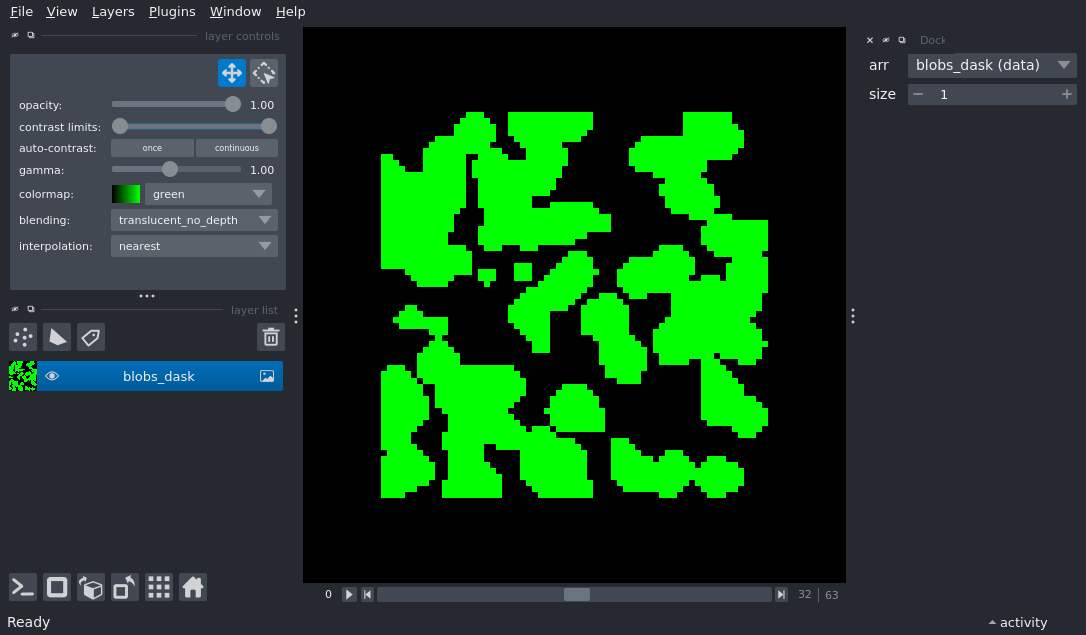 File View Layers Plugins Window Help
layer controls
opacity: 1.00
contrast limits:
auto-contrast: once continuous
gamma: 1.00
colormap: green
blending: translucent_no_depth
interpolation: nearest
layer list
blobs_dask
Dock
arr blobs_dask (data)
size 1
0 32 63
Ready activity